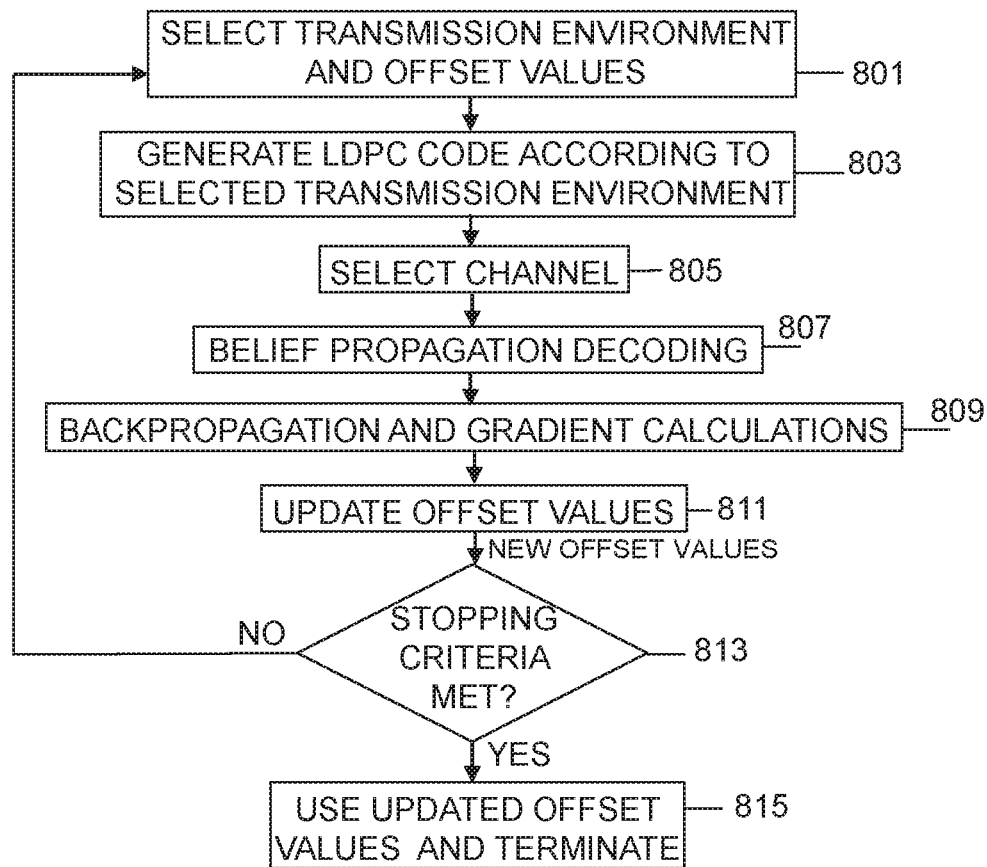 SELECT TRANSMISSION ENVIRONMENT
AND OFFSET VALUES
801
GENERATE LDPC CODE ACCORDING TO
SELECTED TRANSMISSION ENVIRONMENT
803
SELECT CHANNEL
805
BELIEF PROPAGATION DECODING
807
BACKPROPAGATION AND GRADIENT CALCULATIONS
809
UPDATE OFFSET VALUES
811
NEW OFFSET VALUES
NO
STOPPING
CRITERIA
MET?
813
YES
USE UPDATED OFFSET
VALUES AND TERMINATE
815